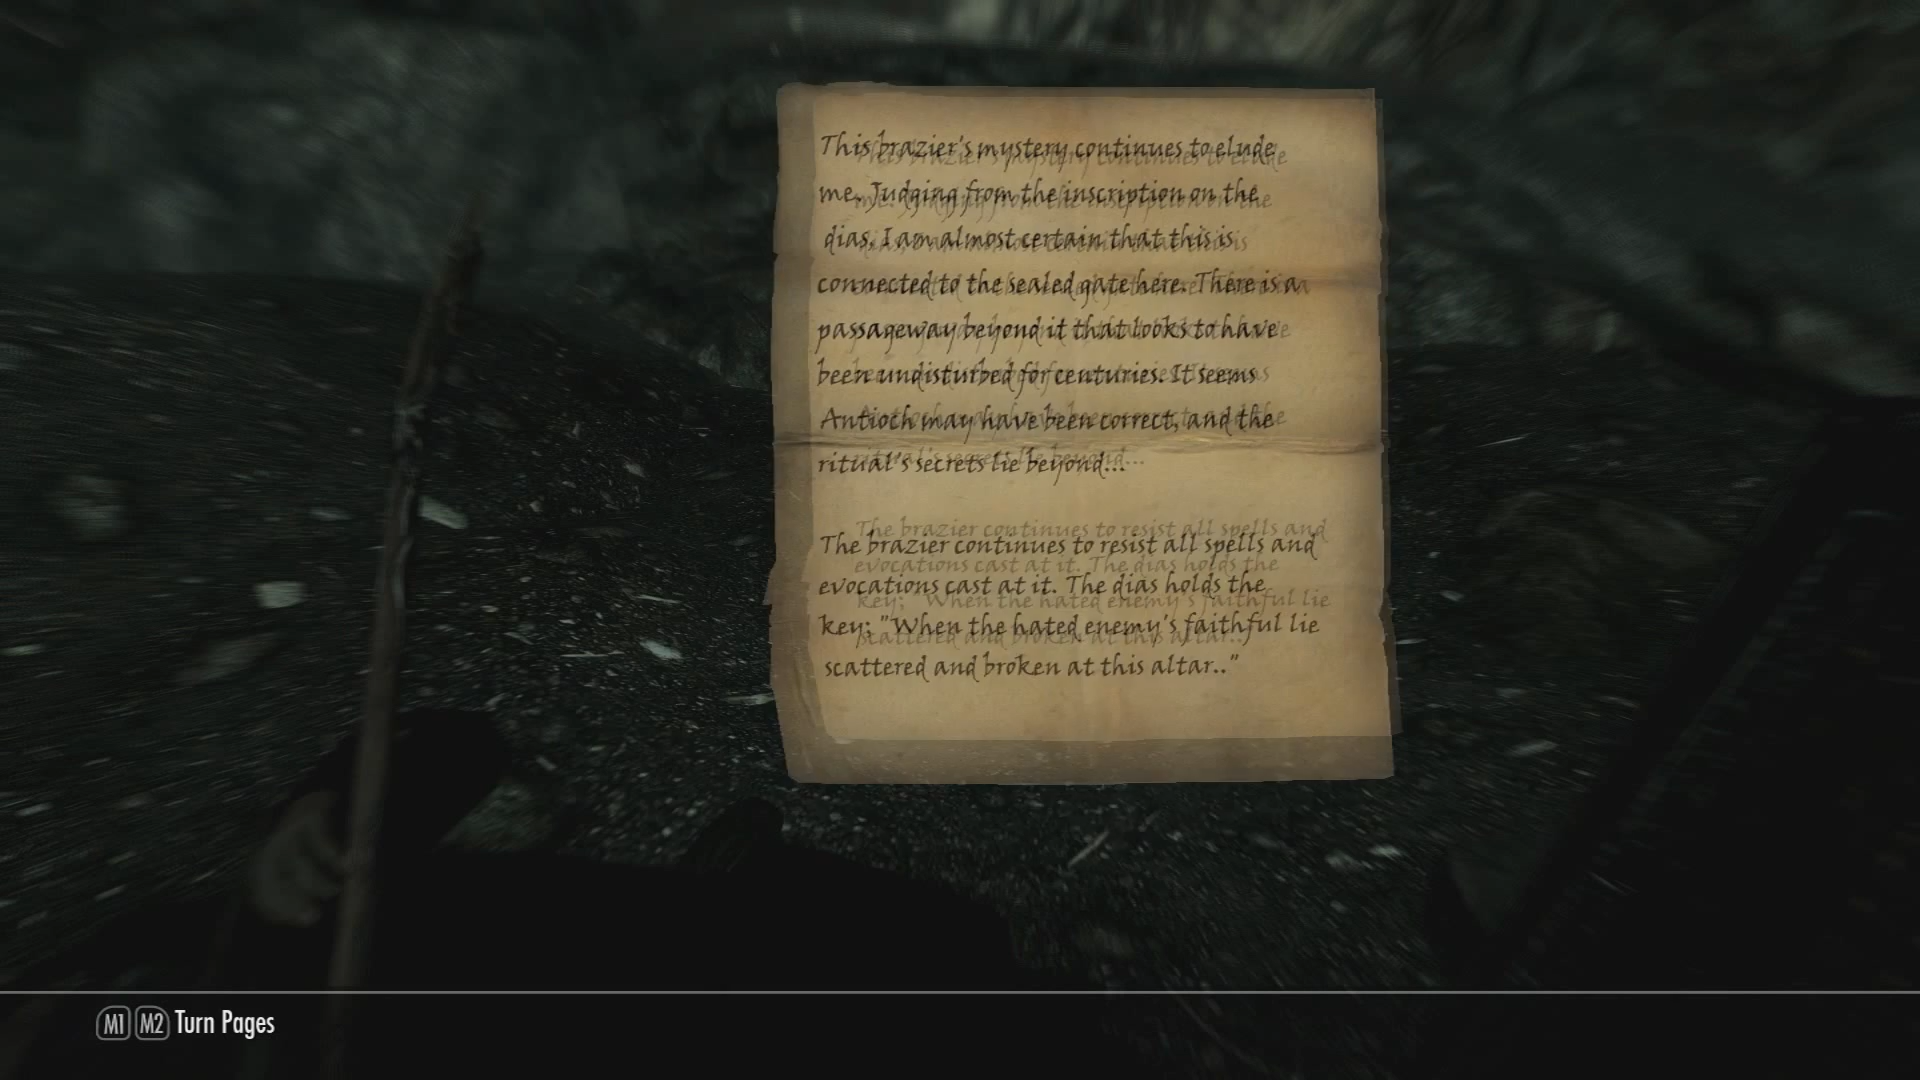 This brazier's mystery continues to elude
me. Judging from the inscription on the
dias, I am almost certain that this is
connected to the sealed gate here. There is a
passageway beyond it that looks to have
been undisturbed for centuries. It seems
Antioch may have been correct, and the
ritual's secrets lie beyond...
The brazier continues to resist all spells and
evocations cast at it. The dias holds the
key; "When the hated enemy's faithful lie
scattered and broken at this altar.."
M1 M2 Turn Pages